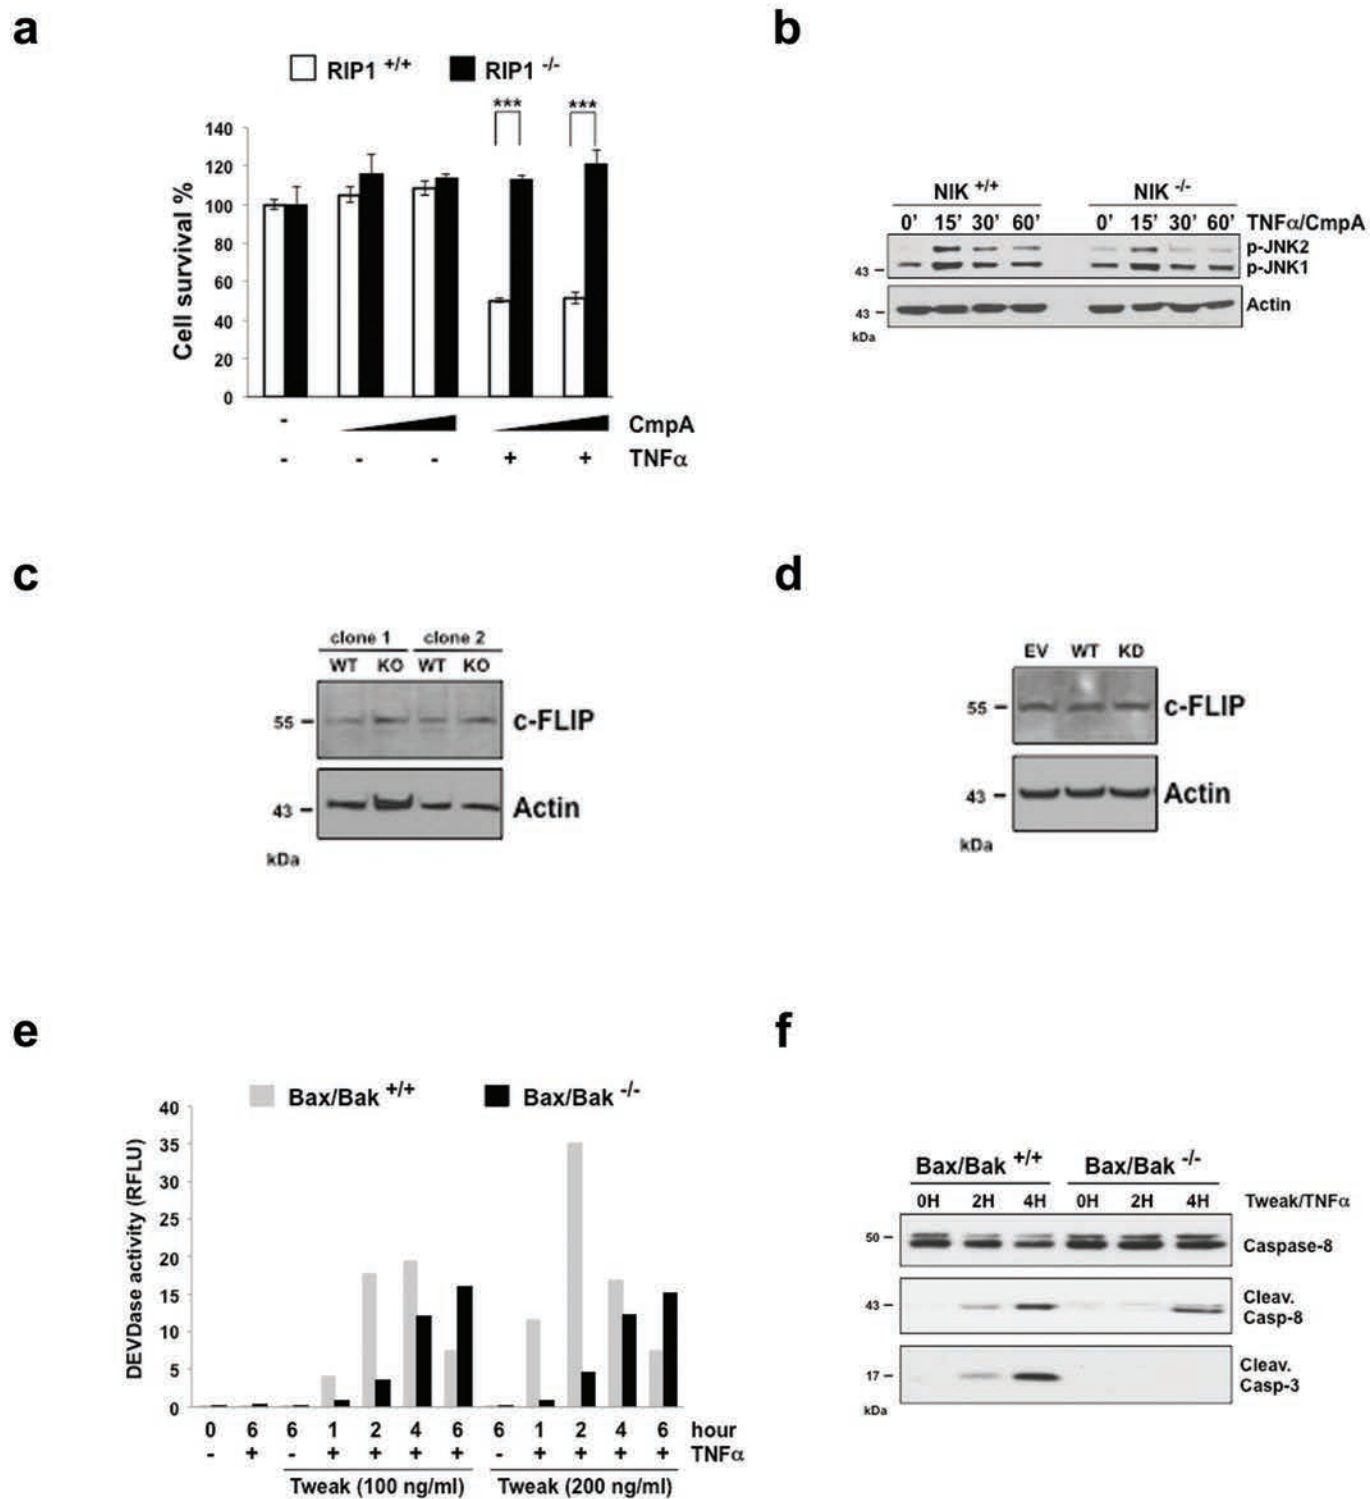 a
RIP1 +/+ RIP1 -/-
*** ***
140
120
100
80
60
40
20
0
Cell survival %
- CmpA
- - - + + TNFα
b
NIK +/+ NIK -/-
0' 15' 30' 60' 0' 15' 30' 60' TNFα/CmpA
p-JNK2
43 p-JNK1
43 Actin
kDa
c
clone 1 clone 2
WT KO WT KO
55 c-FLIP
43 Actin
kDa
d
EV WT KD
55 c-FLIP
43 Actin
kDa
e
Bax/Bak +/+ Bax/Bak -/-
40
35
30
25
20
15
10
5
0
DEVDase activity (RFLU)
0 6 6 1 2 4 6 6 1 2 4 6 hour
- + - + + + + - + + + + TNFα
Tweak (100 ng/ml) Tweak (200 ng/ml)
f
Bax/Bak +/+ Bax/Bak -/-
0H 2H 4H 0H 2H 4H Tweak/TNFα
50 Caspase-8
43 Cleav.
Casp-8
17 Cleav.
Casp-3
kDa